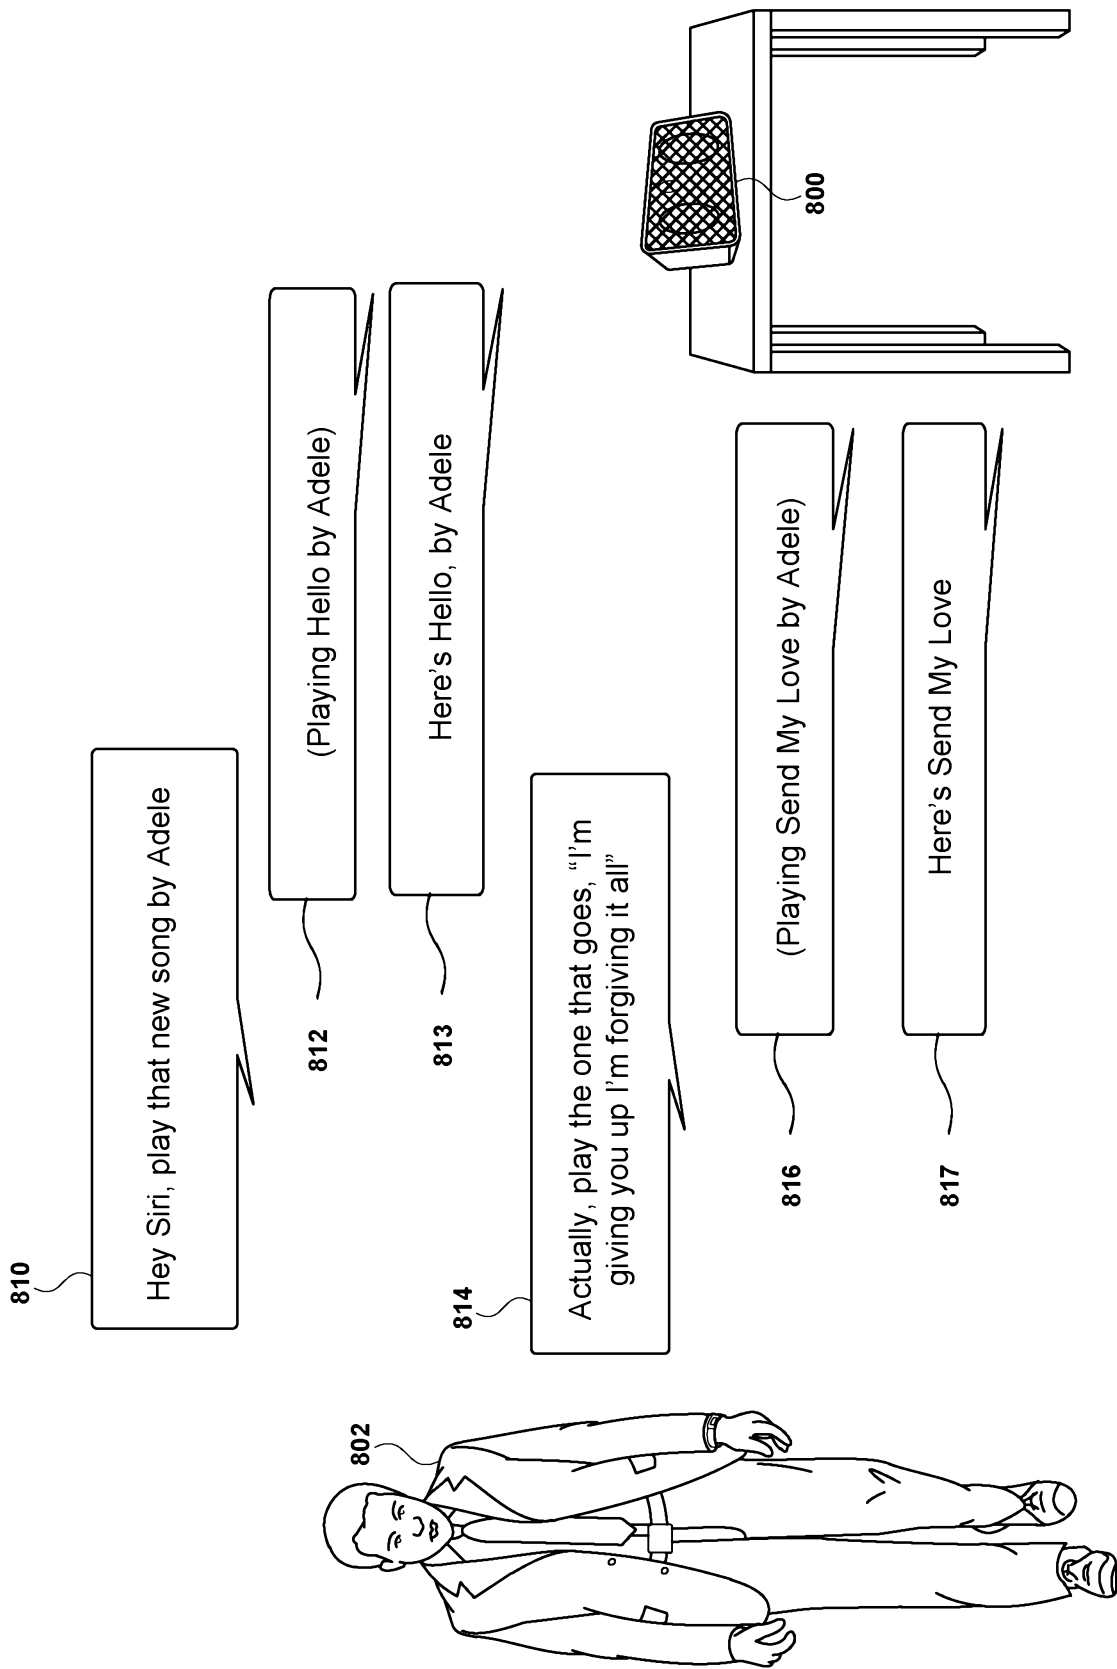 810
Hey Siri, play that new song by Adele
812
(Playing Hello by Adele)
813
Here’s Hello, by Adele
814
Actually, play the one that goes, “I’m
giving you up I’m forgiving it all”
816
(Playing Send My Love by Adele)
817
Here’s Send My Love
802
800